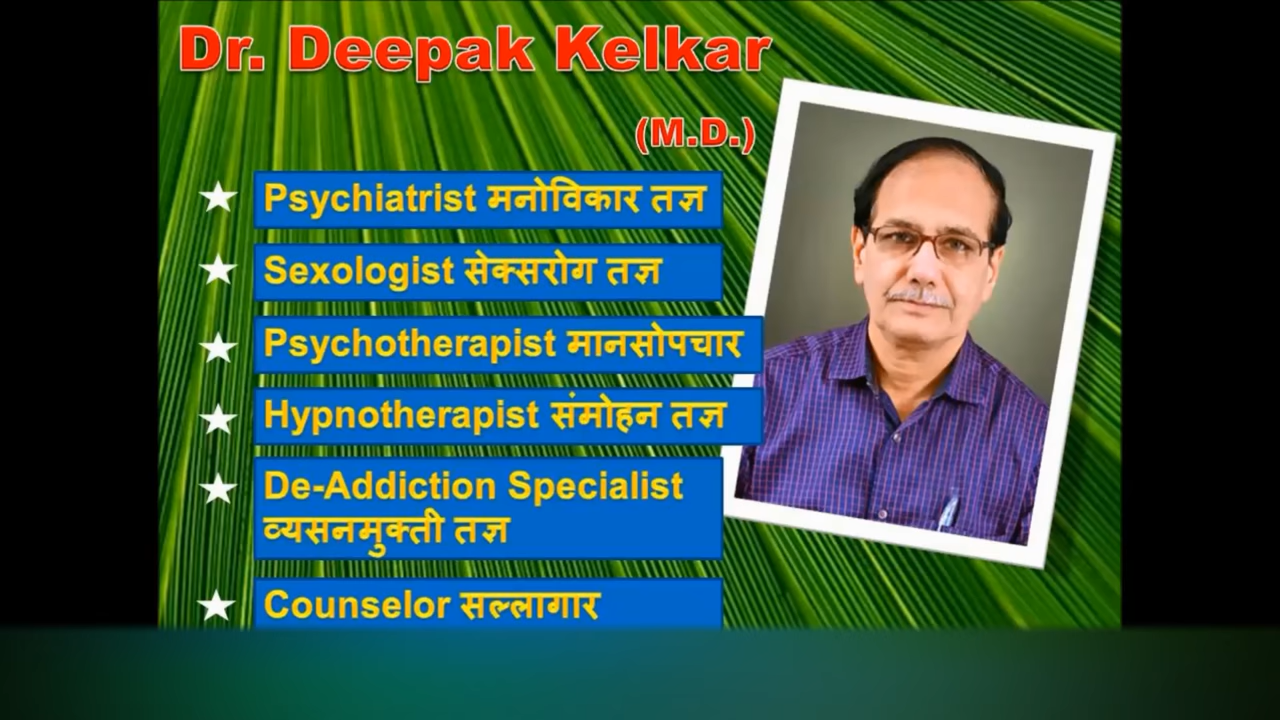 Dr. Deepak Kelkar
(M.D.)
Psychiatrist मनोविकार तज्ञ
Sexologist सेक्सरोग तज्ञ
Psychotherapist मानसोपचार
Hypnotherapist संमोहन तज्ञ
De-Addiction Specialist
व्यसनमुक्ती तज्ञ
Counselor सल्लागार